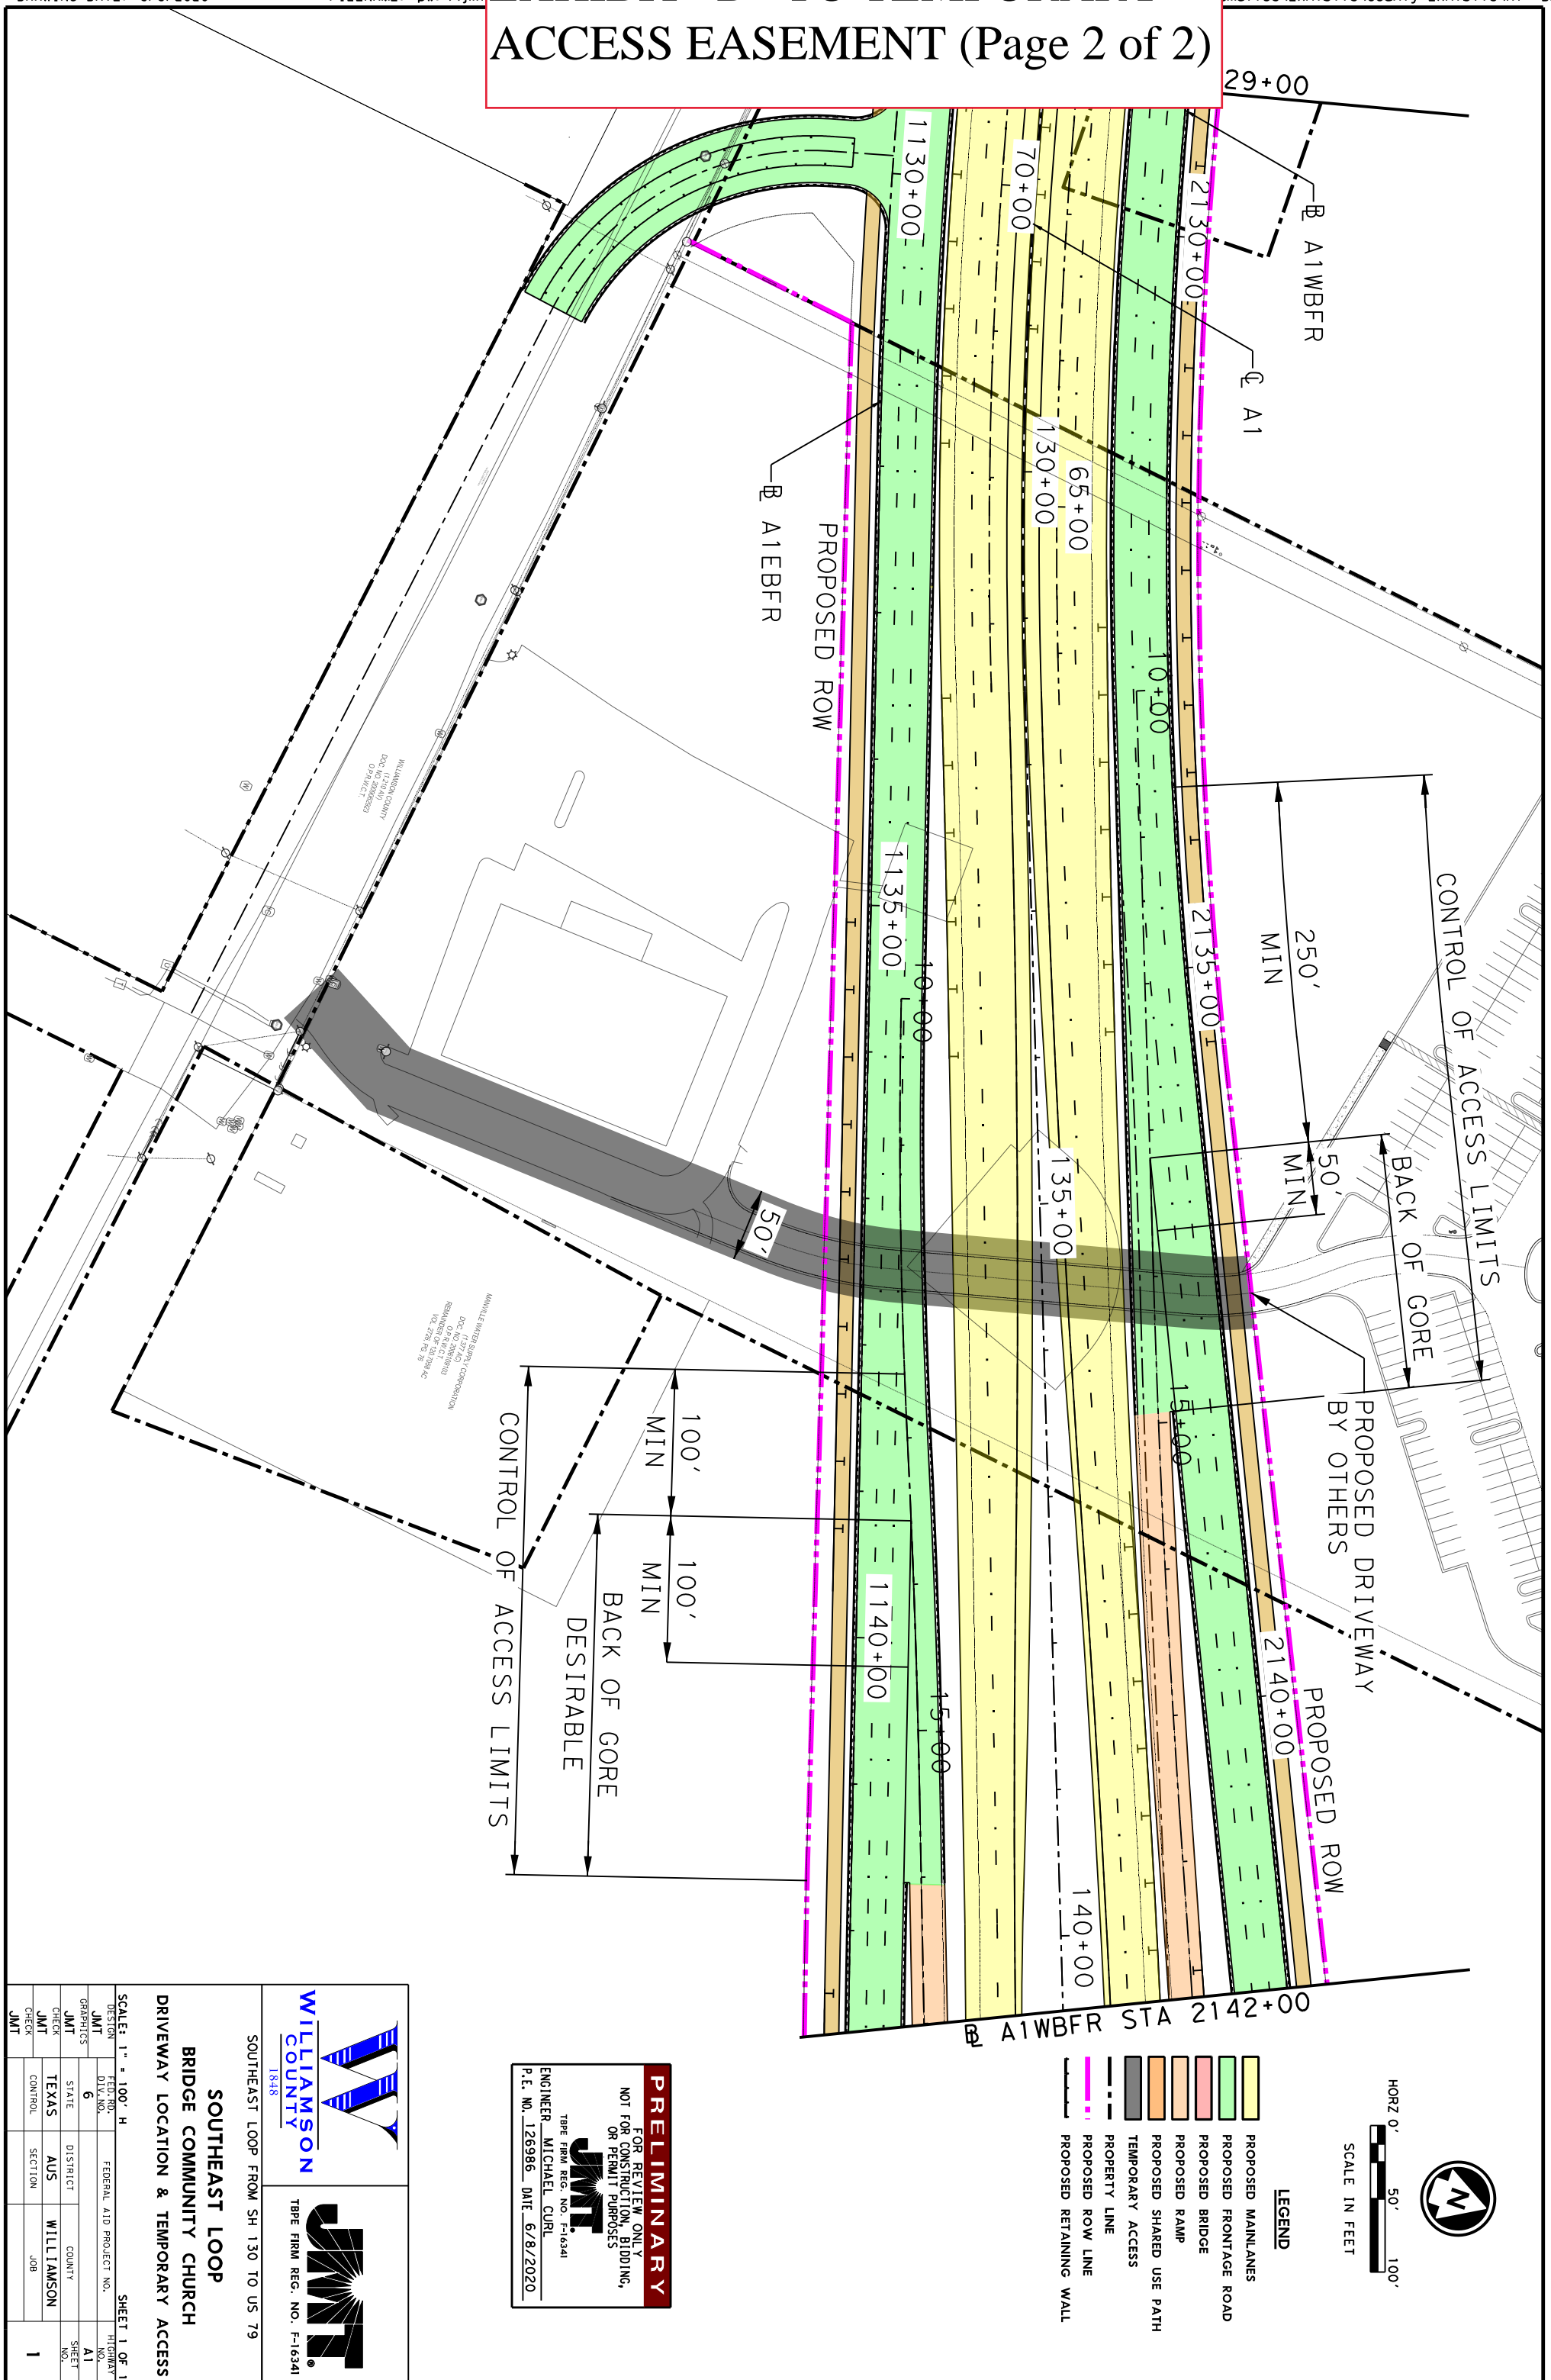 ACCESS EASEMENT (Page 2 of 2)
29+00
1130+00
70+00
2130+00
B A1WBFR
C A1
130+00
65+00
B A1EBFR
PROPOSED ROW
10+00
1135+00
10+00
2135+00
250'
MIN
CONTROL OF ACCESS LIMITS
50'
MIN
BACK OF GORE
135+00
50'
PROPOSED DRIVEWAY
BY OTHERS
15+00
100'
MIN
CONTROL OF ACCESS LIMITS
100'
MIN
BACK OF GORE
DESIRABLE
1140+00
15+00
2140+00
PROPOSED ROW
140+00
BL A1WBFR STA 2142+00
WILLIAMSON COUNTY
MANVILLE WATER SUPPLY CORPORATION
HORZ 0' 50' 100'
SCALE IN FEET
N
LEGEND
PROPOSED MAINLANES
PROPOSED FRONTAGE ROAD
PROPOSED BRIDGE
PROPOSED RAMP
PROPOSED SHARED USE PATH
TEMPORARY ACCESS
PROPERTY LINE
PROPOSED ROW LINE
PROPOSED RETAINING WALL
PRELIMINARY
FOR REVIEW ONLY
NOT FOR CONSTRUCTION, BIDDING,
OR PERMIT PURPOSES
JMT
TBPE FIRM REG. NO. F-16341
ENGINEER MICHAEL CURL
P.E. NO. 126986 DATE 6/8/2020
WILLIAMSON
COUNTY
1848
JMT
TBPE FIRM REG. NO. F-16341
SOUTHEAST LOOP FROM SH 130 TO US 79
SOUTHEAST LOOP
BRIDGE COMMUNITY CHURCH
DRIVEWAY LOCATION & TEMPORARY ACCESS
SCALE: 1" = 100' H SHEET 1 OF 1
DESIGN JMT FED.RD. DIV.NO. 6 FEDERAL AID PROJECT NO. HIGHWAY NO. A1
GRAPHICS JMT STATE TEXAS DISTRICT AUS COUNTY WILLIAMSON SHEET NO. 1
CHECK JMT CONTROL SECTION JOB
CHECK JMT